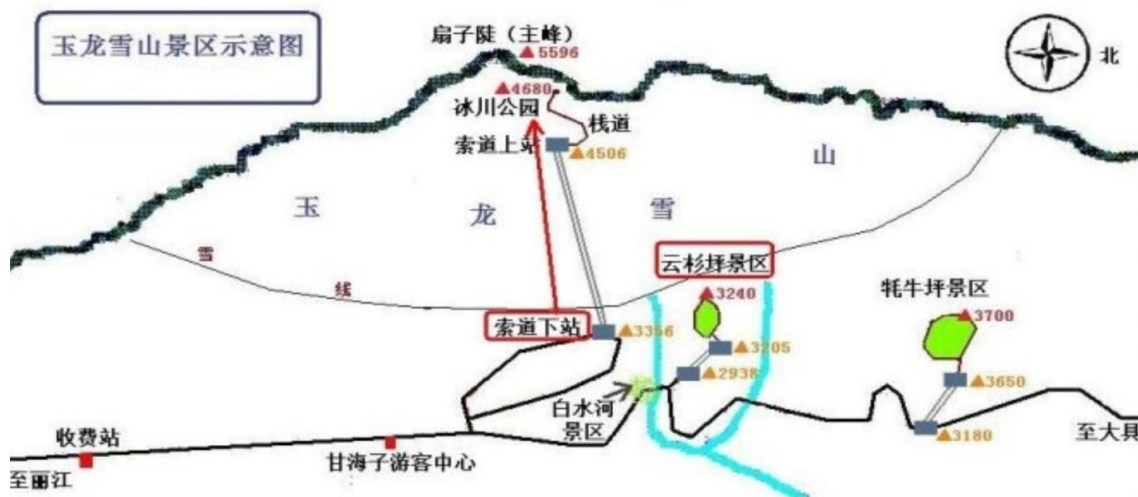 玉龙雪山景区示意图
扇子陡（主峰）
▲5596
北
▲4680
冰川公园
栈道
索道上站
▲4506
玉 龙 雪 山
雪 线
云杉坪景区
▲3240
牦牛坪景区
▲3700
索道下站
▲3356
▲3205
▲2938
▲3650
白水河
景区
▲3180
至大具
收费站
甘海子游客中心
至丽江